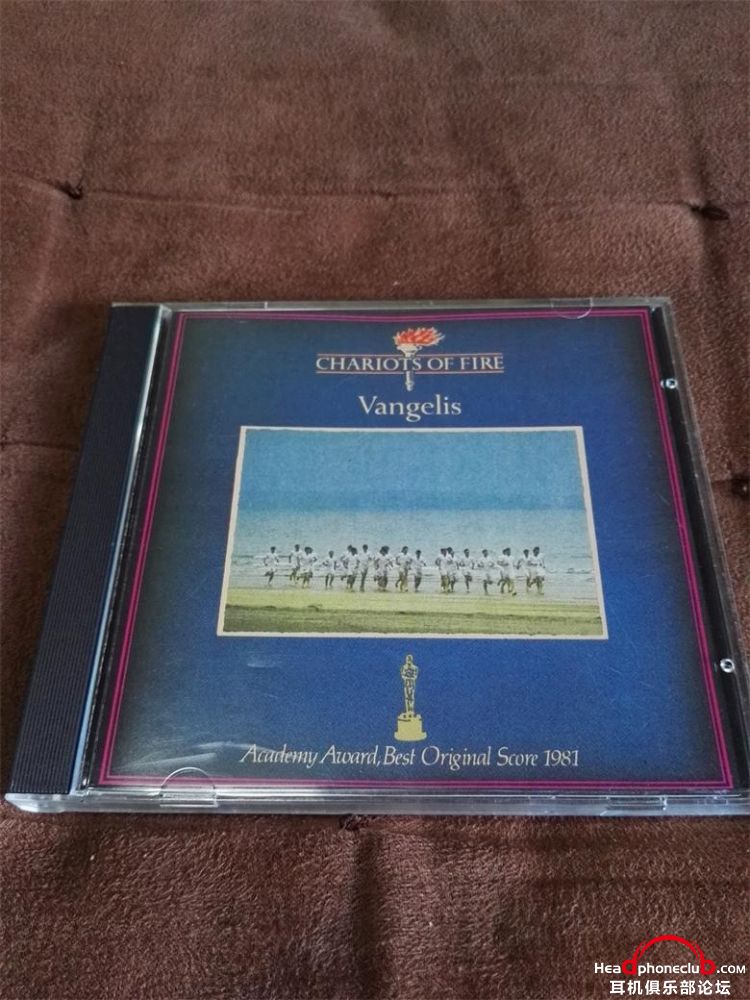 CHARIOTS OF FIRE
Vangelis
Academy Award, Best Original Score 1981
Headphoneclub.com
耳机俱乐部论坛